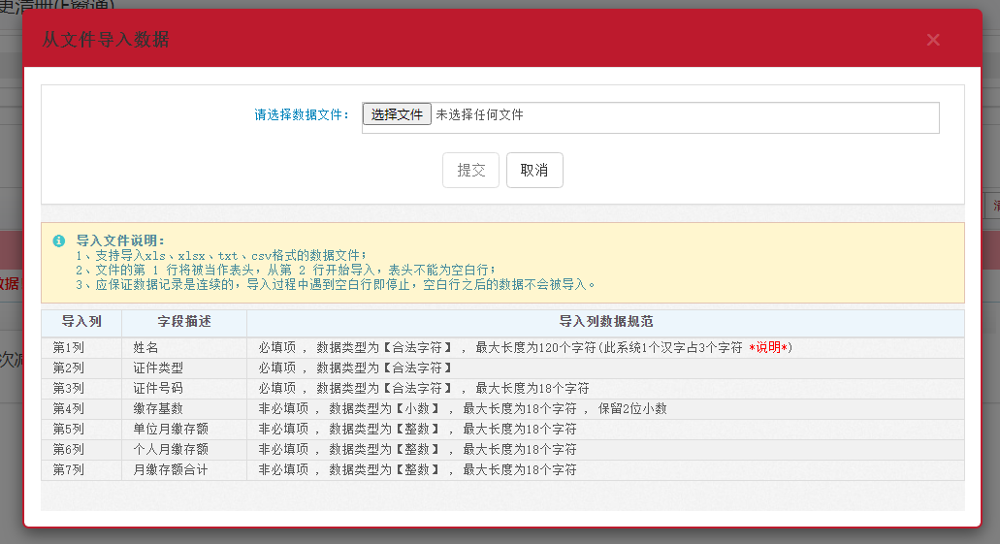 更清册(E窗通)
从文件导入数据
×
请选择数据文件: 选择文件 未选择任何文件
提交 取消
清
导入文件说明:
1、支持导入xls、xlsx、txt、csv格式的数据文件;
2、文件的第 1 行将被当作表头,从第 2 行开始导入,表头不能为空白行;
3、应保证数据记录是连续的,导入过程中遇到空白行即停止,空白行之后的数据不会被导入。
数据
导入列 字段描述 导入列数据规范
第1列 姓名 必填项 , 数据类型为【合法字符】 , 最大长度为120个字符(此系统1个汉字占3个字符 *说明*)
第2列 证件类型 必填项 , 数据类型为【合法字符】
次减
第3列 证件号码 必填项 , 数据类型为【合法字符】 , 最大长度为18个字符
第4列 缴存基数 非必填项 , 数据类型为【小数】 , 最大长度为18个字符 , 保留2位小数
第5列 单位月缴存额 非必填项 , 数据类型为【整数】 , 最大长度为18个字符
第6列 个人月缴存额 非必填项 , 数据类型为【整数】 , 最大长度为18个字符
第7列 月缴存额合计 非必填项 , 数据类型为【整数】 , 最大长度为18个字符